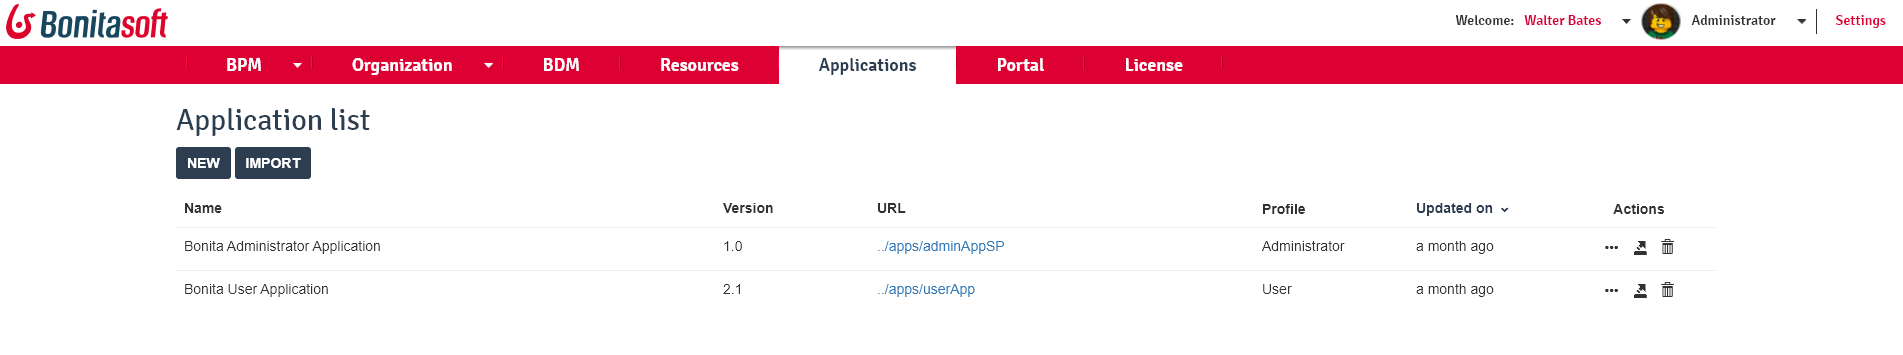 Bonitasoft
Welcome: Walter Bates Administrator Settings
BPM Organization BDM Resources Applications Portal License
Application list
NEW IMPORT
Name Version URL Profile Updated on Actions
Bonita Administrator Application 1.0 ../apps/adminAppSP Administrator a month ago
Bonita User Application 2.1 ../apps/userApp User a month ago